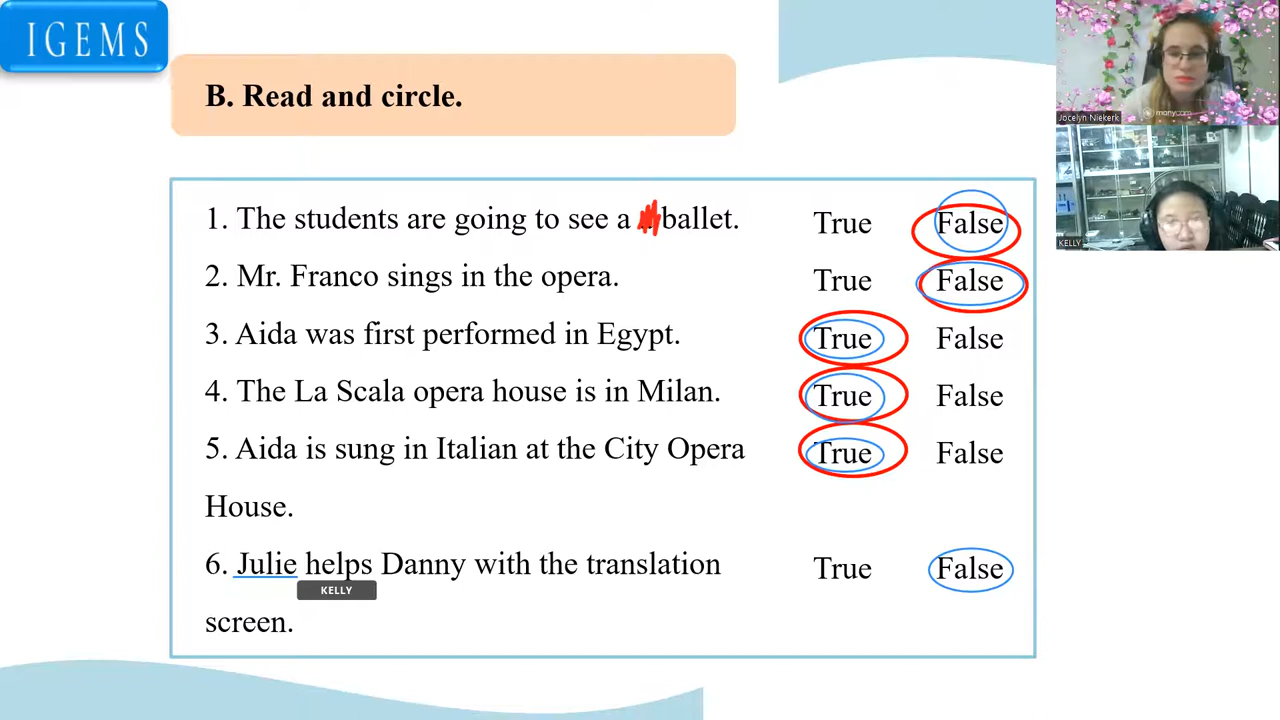 IGEMS
B. Read and circle.
Jocelyn Niekerk
manycam
KELLY
1. The students are going to see a ballet. True False
2. Mr. Franco sings in the opera. True False
3. Aida was first performed in Egypt. True False
4. The La Scala opera house is in Milan. True False
5. Aida is sung in Italian at the City Opera True False
House.
6. Julie helps Danny with the translation True False
KELLY
screen.